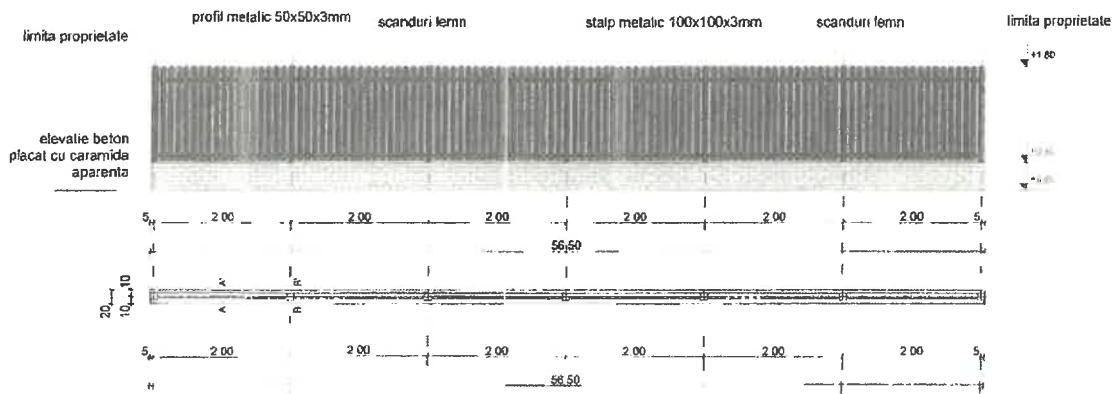 limita proprietate
profil metalic 50x50x3mm
scanduri lemn
stalp metalic 100x100x3mm
scanduri lemn
limita proprietate
+1.80
elevatie beton
placat cu caramida
aparenta
5 2.00 2.00 2.00 2.00 2.00 2.00 5
56.50
20 10 10
A' B'
A B
5 2.00 2.00 2.00 2.00 2.00 2.00 5
56.50